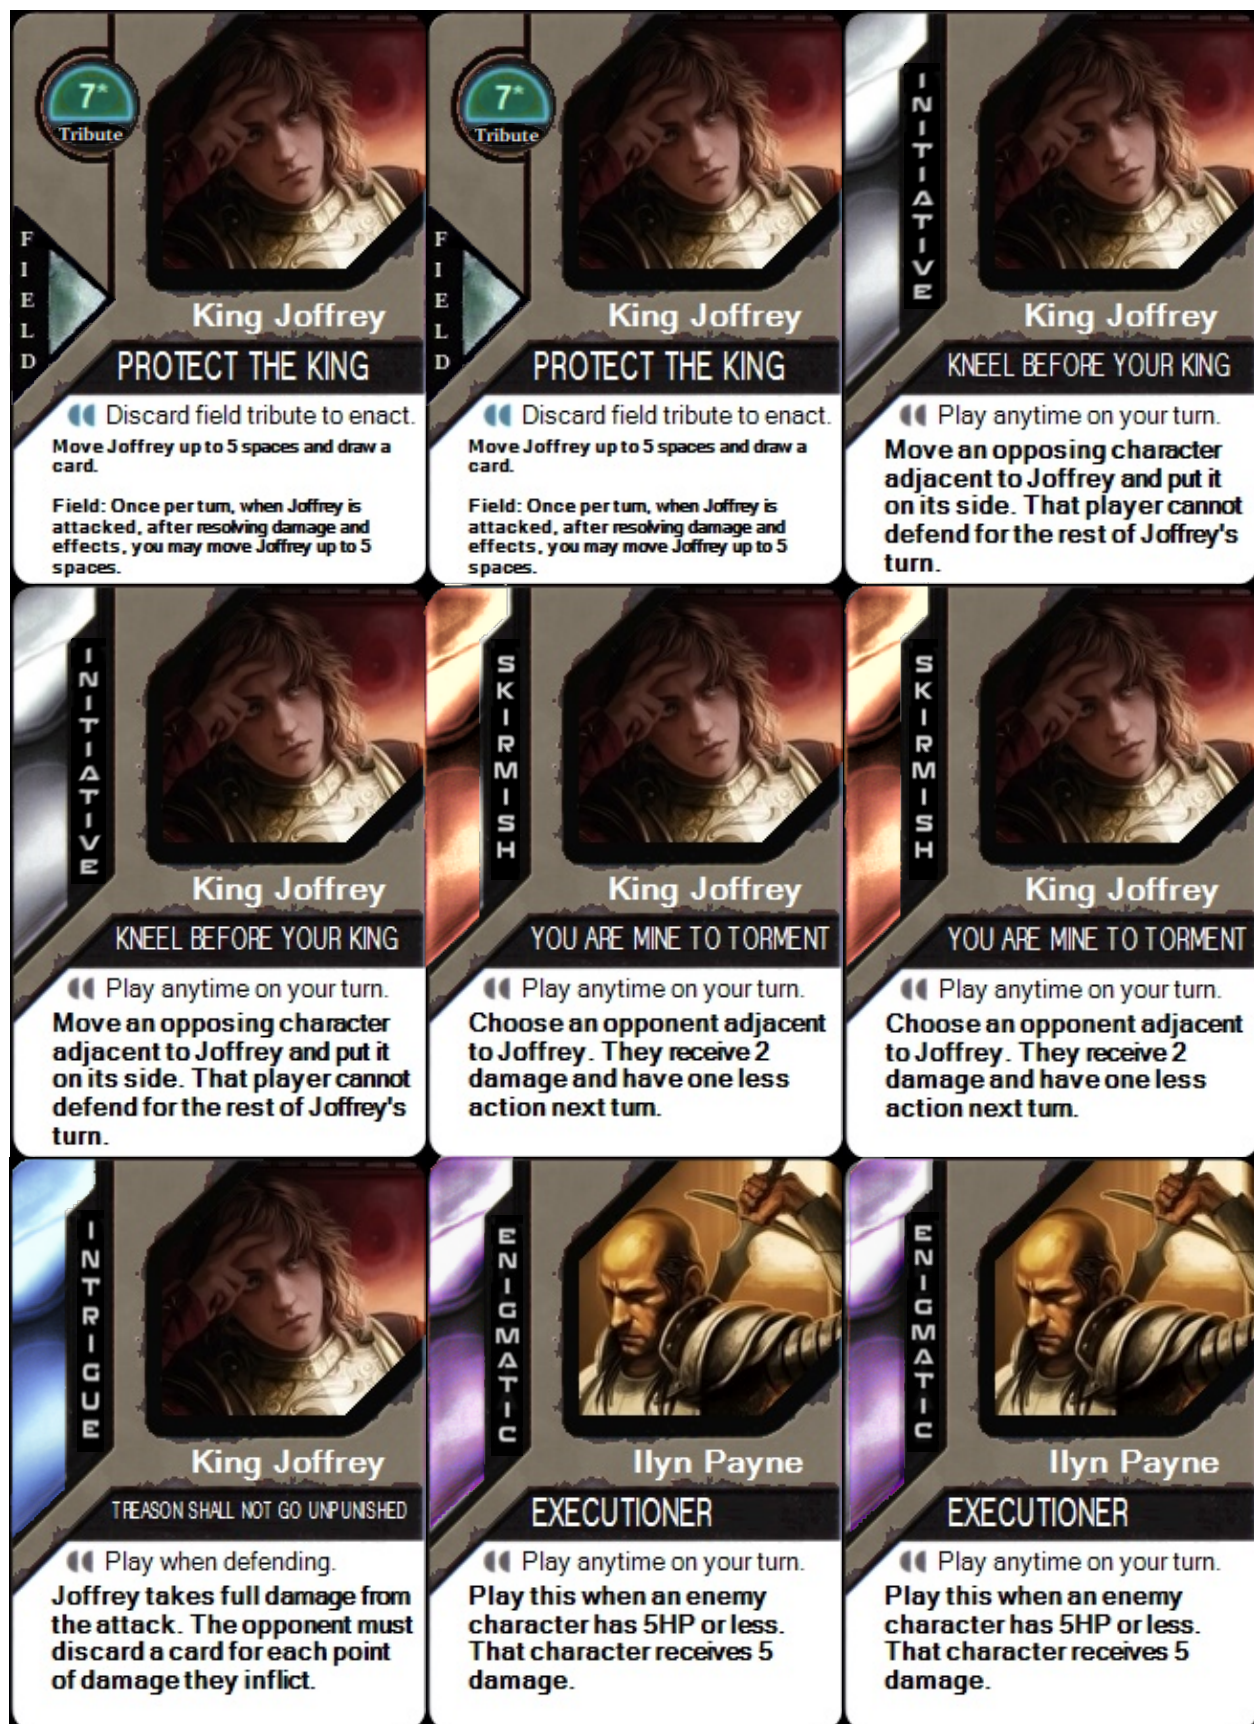 7*
Tribute
FIELD
King Joffrey
PROTECT THE KING
Discard field tribute to enact.
Move Joffrey up to 5 spaces and draw a
card.
Field: Once per turn, when Joffrey is
attacked, after resolving damage and
effects, you may move Joffrey up to 5
spaces.
7*
Tribute
FIELD
King Joffrey
PROTECT THE KING
Discard field tribute to enact.
Move Joffrey up to 5 spaces and draw a
card.
Field: Once per turn, when Joffrey is
attacked, after resolving damage and
effects, you may move Joffrey up to 5
spaces.
INITIATIVE
King Joffrey
KNEEL BEFORE YOUR KING
Play anytime on your turn.
Move an opposing character
adjacent to Joffrey and put it
on its side. That player cannot
defend for the rest of Joffrey's
turn.
INITIATIVE
King Joffrey
KNEEL BEFORE YOUR KING
Play anytime on your turn.
Move an opposing character
adjacent to Joffrey and put it
on its side. That player cannot
defend for the rest of Joffrey's
turn.
SKIRMISH
King Joffrey
YOU ARE MINE TO TORMENT
Play anytime on your turn.
Choose an opponent adjacent
to Joffrey. They receive 2
damage and have one less
action next turn.
SKIRMISH
King Joffrey
YOU ARE MINE TO TORMENT
Play anytime on your turn.
Choose an opponent adjacent
to Joffrey. They receive 2
damage and have one less
action next turn.
INTRIGUE
King Joffrey
TREASON SHALL NOT GO UNPUNISHED
Play when defending.
Joffrey takes full damage from
the attack. The opponent must
discard a card for each point
of damage they inflict.
ENIGMATIC
Ilyn Payne
EXECUTIONER
Play anytime on your turn.
Play this when an enemy
character has 5HP or less.
That character receives 5
damage.
ENIGMATIC
Ilyn Payne
EXECUTIONER
Play anytime on your turn.
Play this when an enemy
character has 5HP or less.
That character receives 5
damage.